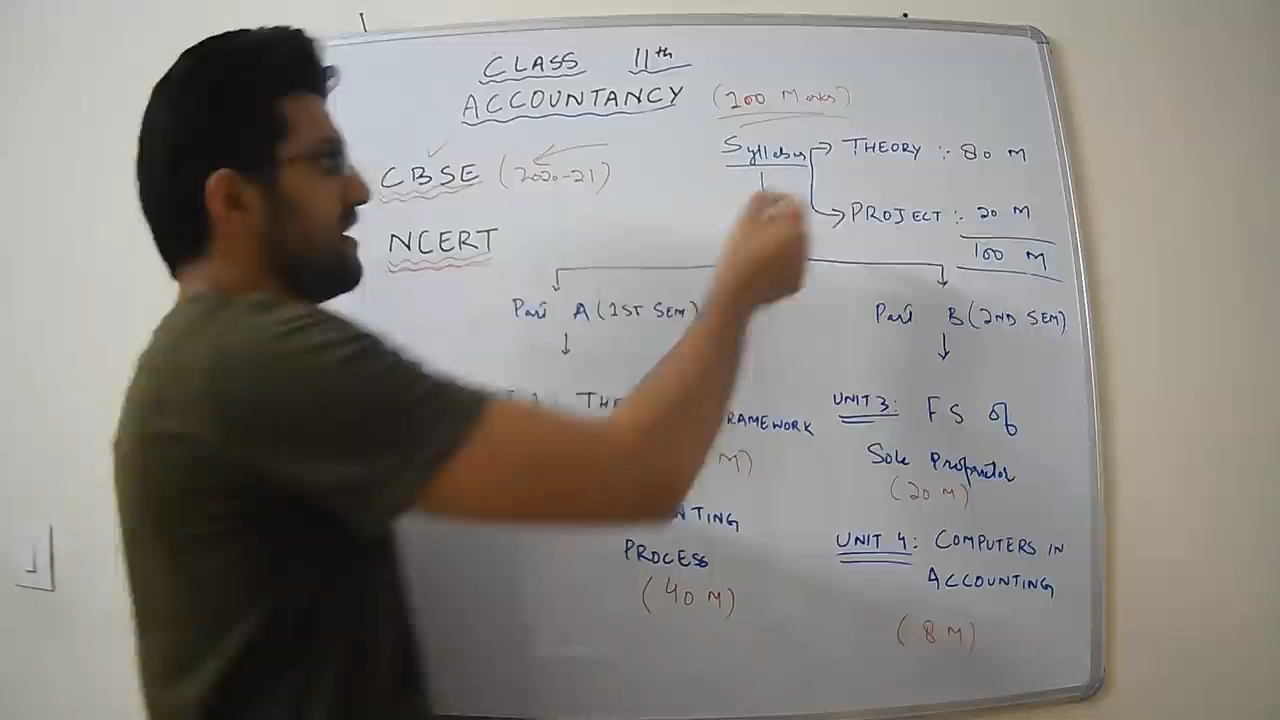 CLASS 11th
ACCOUNTANCY (100 Marks)
CBSE (2020-21)
NCERT
Syllabus
THEORY :- 80 M
PROJECT :- 20 M
100 M
Part A (1ST SEM)
Part B (2ND SEM)
FRAMEWORK
M)
NTING
PROCESS
(40 M)
UNIT 3: FS of
Sole Proprietor
(20 M)
UNIT 4: COMPUTERS IN
ACCOUNTING
(8 M)